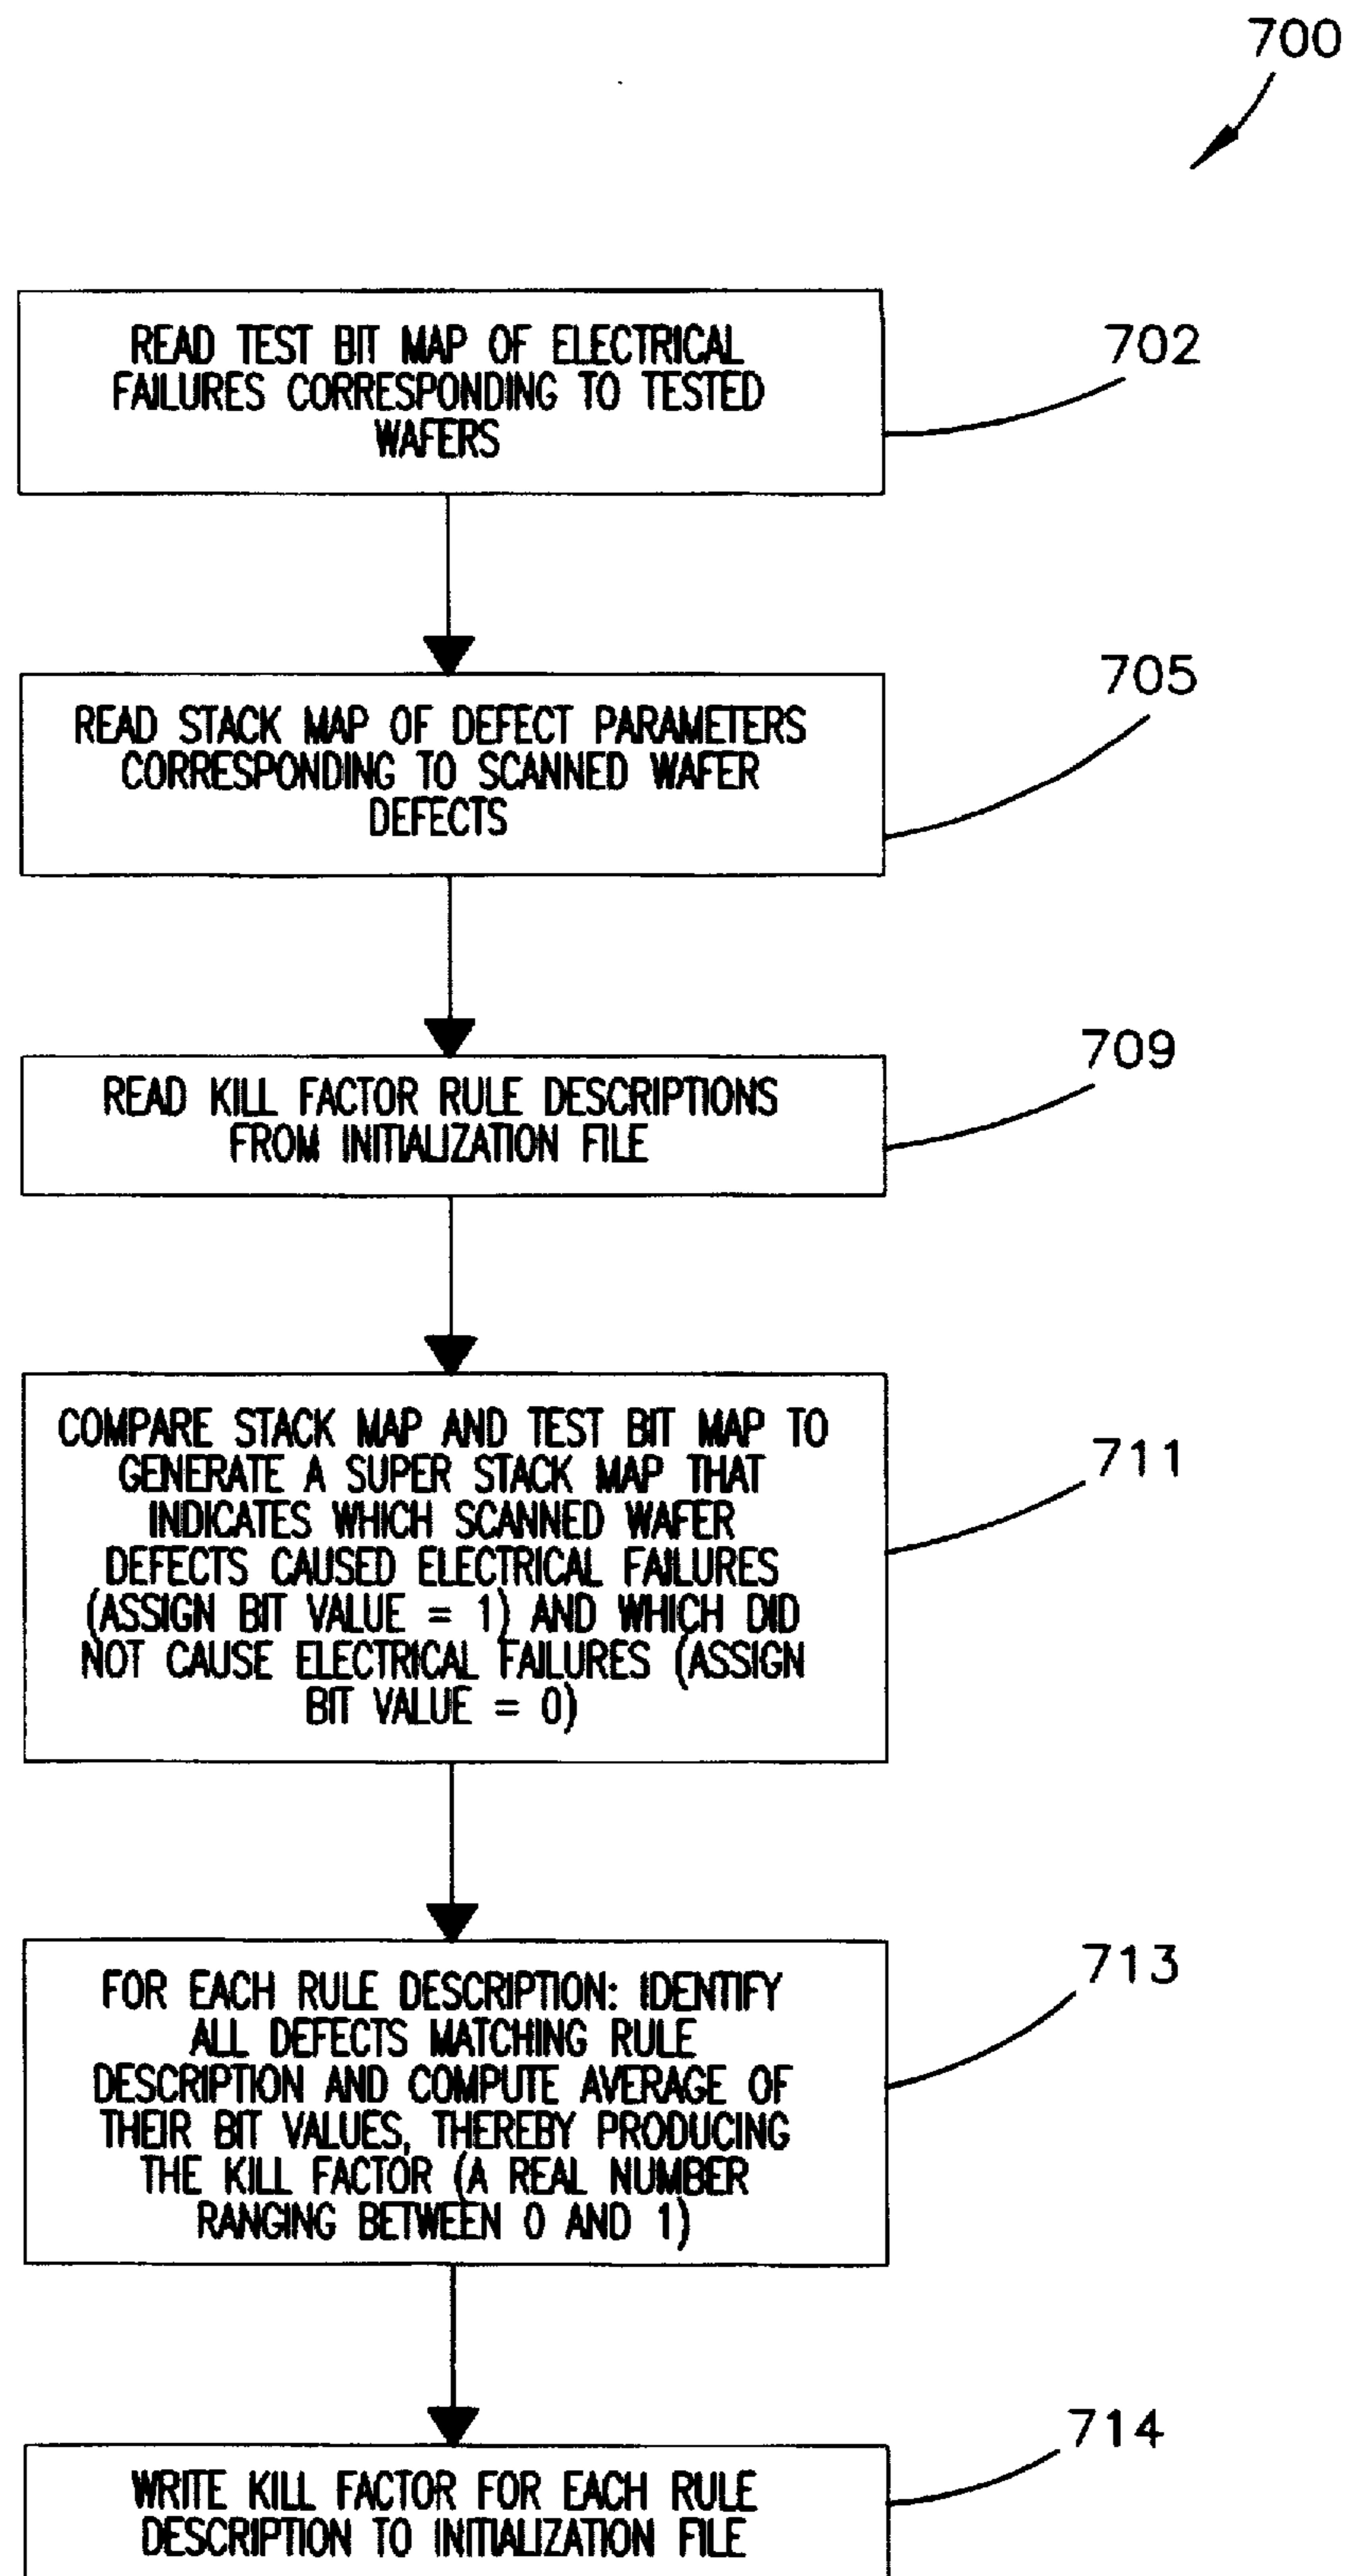 700
READ TEST BIT MAP OF ELECTRICAL
FAILURES CORRESPONDING TO TESTED
WAFERS
702
READ STACK MAP OF DEFECT PARAMETERS
CORRESPONDING TO SCANNED WAFER
DEFECTS
705
READ KILL FACTOR RULE DESCRIPTIONS
FROM INITIALIZATION FILE
709
COMPARE STACK MAP AND TEST BIT MAP TO
GENERATE A SUPER STACK MAP THAT
INDICATES WHICH SCANNED WAFER
DEFECTS CAUSED ELECTRICAL FAILURES
(ASSIGN BIT VALUE = 1) AND WHICH DID
NOT CAUSE ELECTRICAL FAILURES (ASSIGN
BIT VALUE = 0)
711
FOR EACH RULE DESCRIPTION: IDENTIFY
ALL DEFECTS MATCHING RULE
DESCRIPTION AND COMPUTE AVERAGE OF
THEIR BIT VALUES, THEREBY PRODUCING
THE KILL FACTOR (A REAL NUMBER
RANGING BETWEEN 0 AND 1)
713
WRITE KILL FACTOR FOR EACH RULE
DESCRIPTION TO INITIALIZATION FILE
714